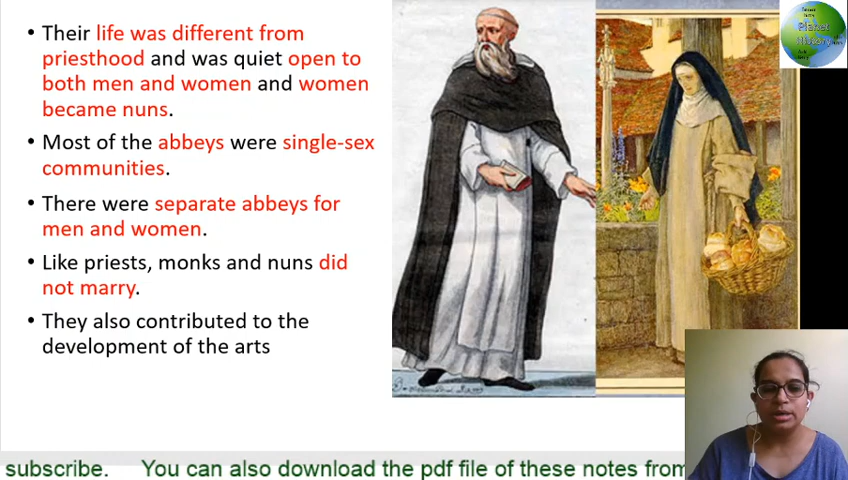 • Their life was different from
priesthood and was quiet open to
both men and women and women
became nuns.
• Most of the abbeys were single-sex
communities.
• There were separate abbeys for
men and women.
• Like priests, monks and nuns did
not marry.
• They also contributed to the
development of the arts
Planet
History
subscribe. You can also download the pdf file of these notes from